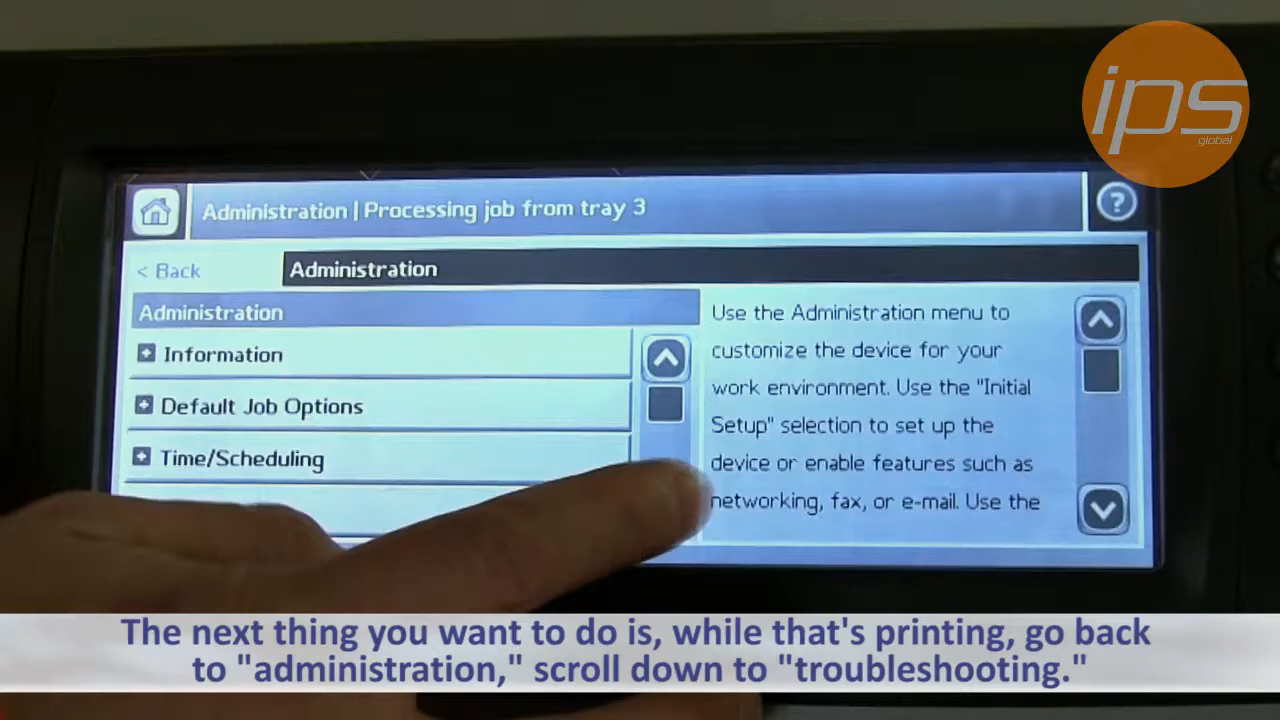 ips
global
Administration | Processing job from tray 3
?
< Back
Administration
Administration
Information
Default Job Options
Time/Scheduling
Use the Administration menu to
customize the device for your
work environment. Use the "Initial
Setup" selection to set up the
device or enable features such as
networking, fax, or e-mail. Use the
The next thing you want to do is, while that's printing, go back
to "administration," scroll down to "troubleshooting."